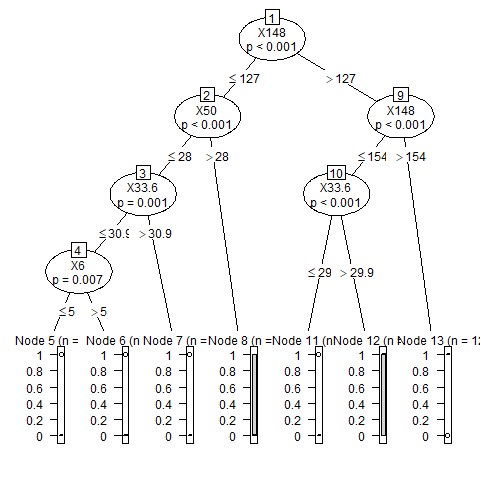 1
X148
p < 0.001
≤ 127
> 127
2
X50
p < 0.001
9
X148
p < 0.001
≤ 28
> 28
≤ 154
> 154
3
X33.6
p = 0.001
10
X33.6
p < 0.001
≤ 30.9
> 30.9
≤ 29
> 29.9
4
X6
p = 0.007
≤ 5
> 5
Node 5 (n = Node 6 (n Node 7 (n = Node 8 (n = Node 11 (n Node 12 (n Node 13 (n = 12
1 1 1 1 1 1 1
0.8 0.8 0.8 0.8 0.8 0.8 0.8
0.6 0.6 0.6 0.6 0.6 0.6 0.6
0.4 0.4 0.4 0.4 0.4 0.4 0.4
0.2 0.2 0.2 0.2 0.2 0.2 0.2
0 0 0 0 0 0 0